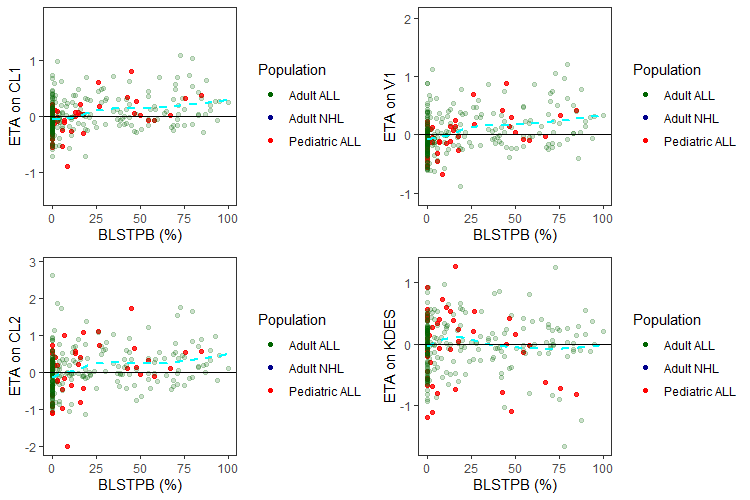 ETA on CL1
1
0
-1
0
25
50
75
100
BLSTPB (%)
Population
Adult ALL
Adult NHL
Pediatric ALL
ETA on V1
2
1
0
-1
0
25
50
75
100
BLSTPB (%)
Population
Adult ALL
Adult NHL
Pediatric ALL
ETA on CL2
3
2
1
0
-1
-2
0
25
50
75
100
BLSTPB (%)
Population
Adult ALL
Adult NHL
Pediatric ALL
ETA on KDES
1
0
-1
0
25
50
75
100
BLSTPB (%)
Population
Adult ALL
Adult NHL
Pediatric ALL